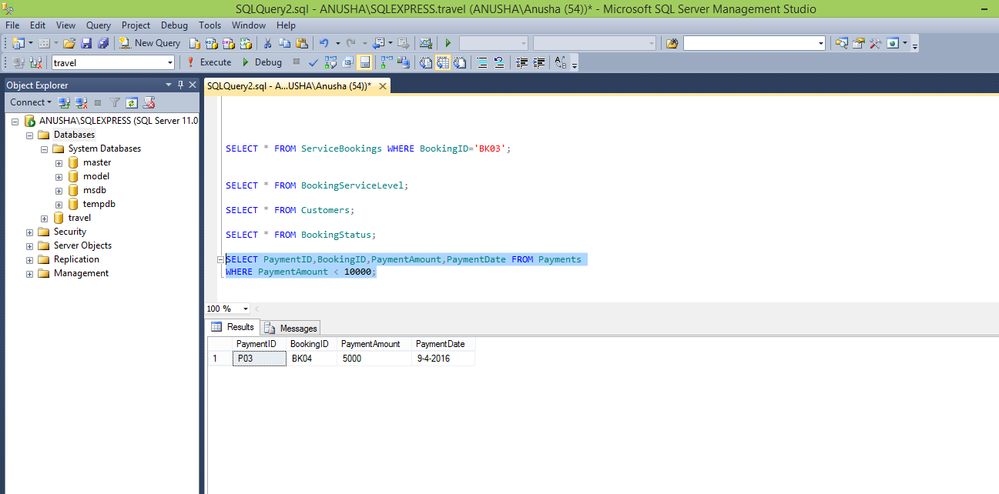 SQLQuery2.sql - ANUSHA\SQLEXPRESS.travel (ANUSHA\Anusha (54))* - Microsoft SQL Server Management Studio
File Edit View Query Project Debug Tools Window Help
New Query
travel Execute Debug
Object Explorer
Connect
ANUSHA\SQLEXPRESS (SQL Server 11.0
Databases
System Databases
master
model
msdb
tempdb
travel
Security
Server Objects
Replication
Management
SQLQuery2.sql - A...USHA\Anusha (54))*
SELECT * FROM ServiceBookings WHERE BookingID='BK03';
SELECT * FROM BookingServiceLevel;
SELECT * FROM Customers;
SELECT * FROM BookingStatus;
SELECT PaymentID,BookingID,PaymentAmount,PaymentDate FROM Payments
WHERE PaymentAmount < 10000;
100 %
Results Messages
PaymentID BookingID PaymentAmount PaymentDate
1 P03 BK04 5000 9-4-2016